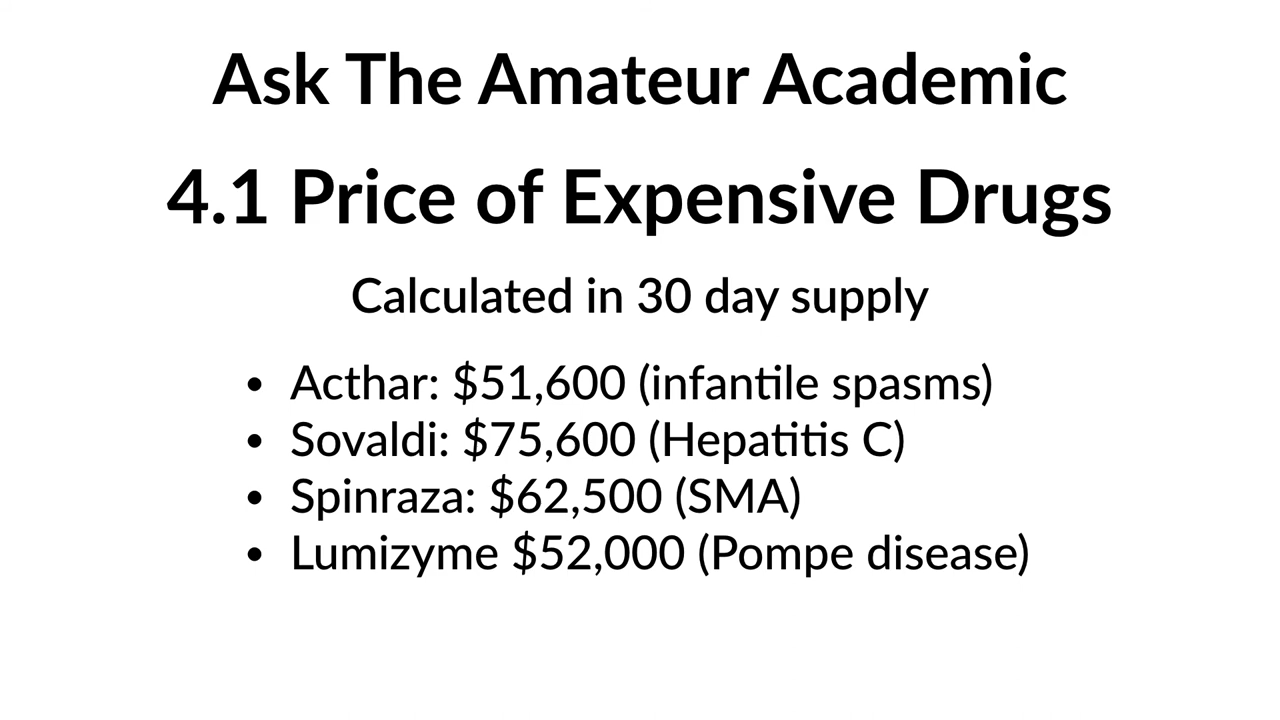 Ask The Amateur Academic
4.1 Price of Expensive Drugs
Calculated in 30 day supply
• Acthar: $51,600 (infantile spasms)
• Sovaldi: $75,600 (Hepatitis C)
• Spinraza: $62,500 (SMA)
• Lumizyme $52,000 (Pompe disease)